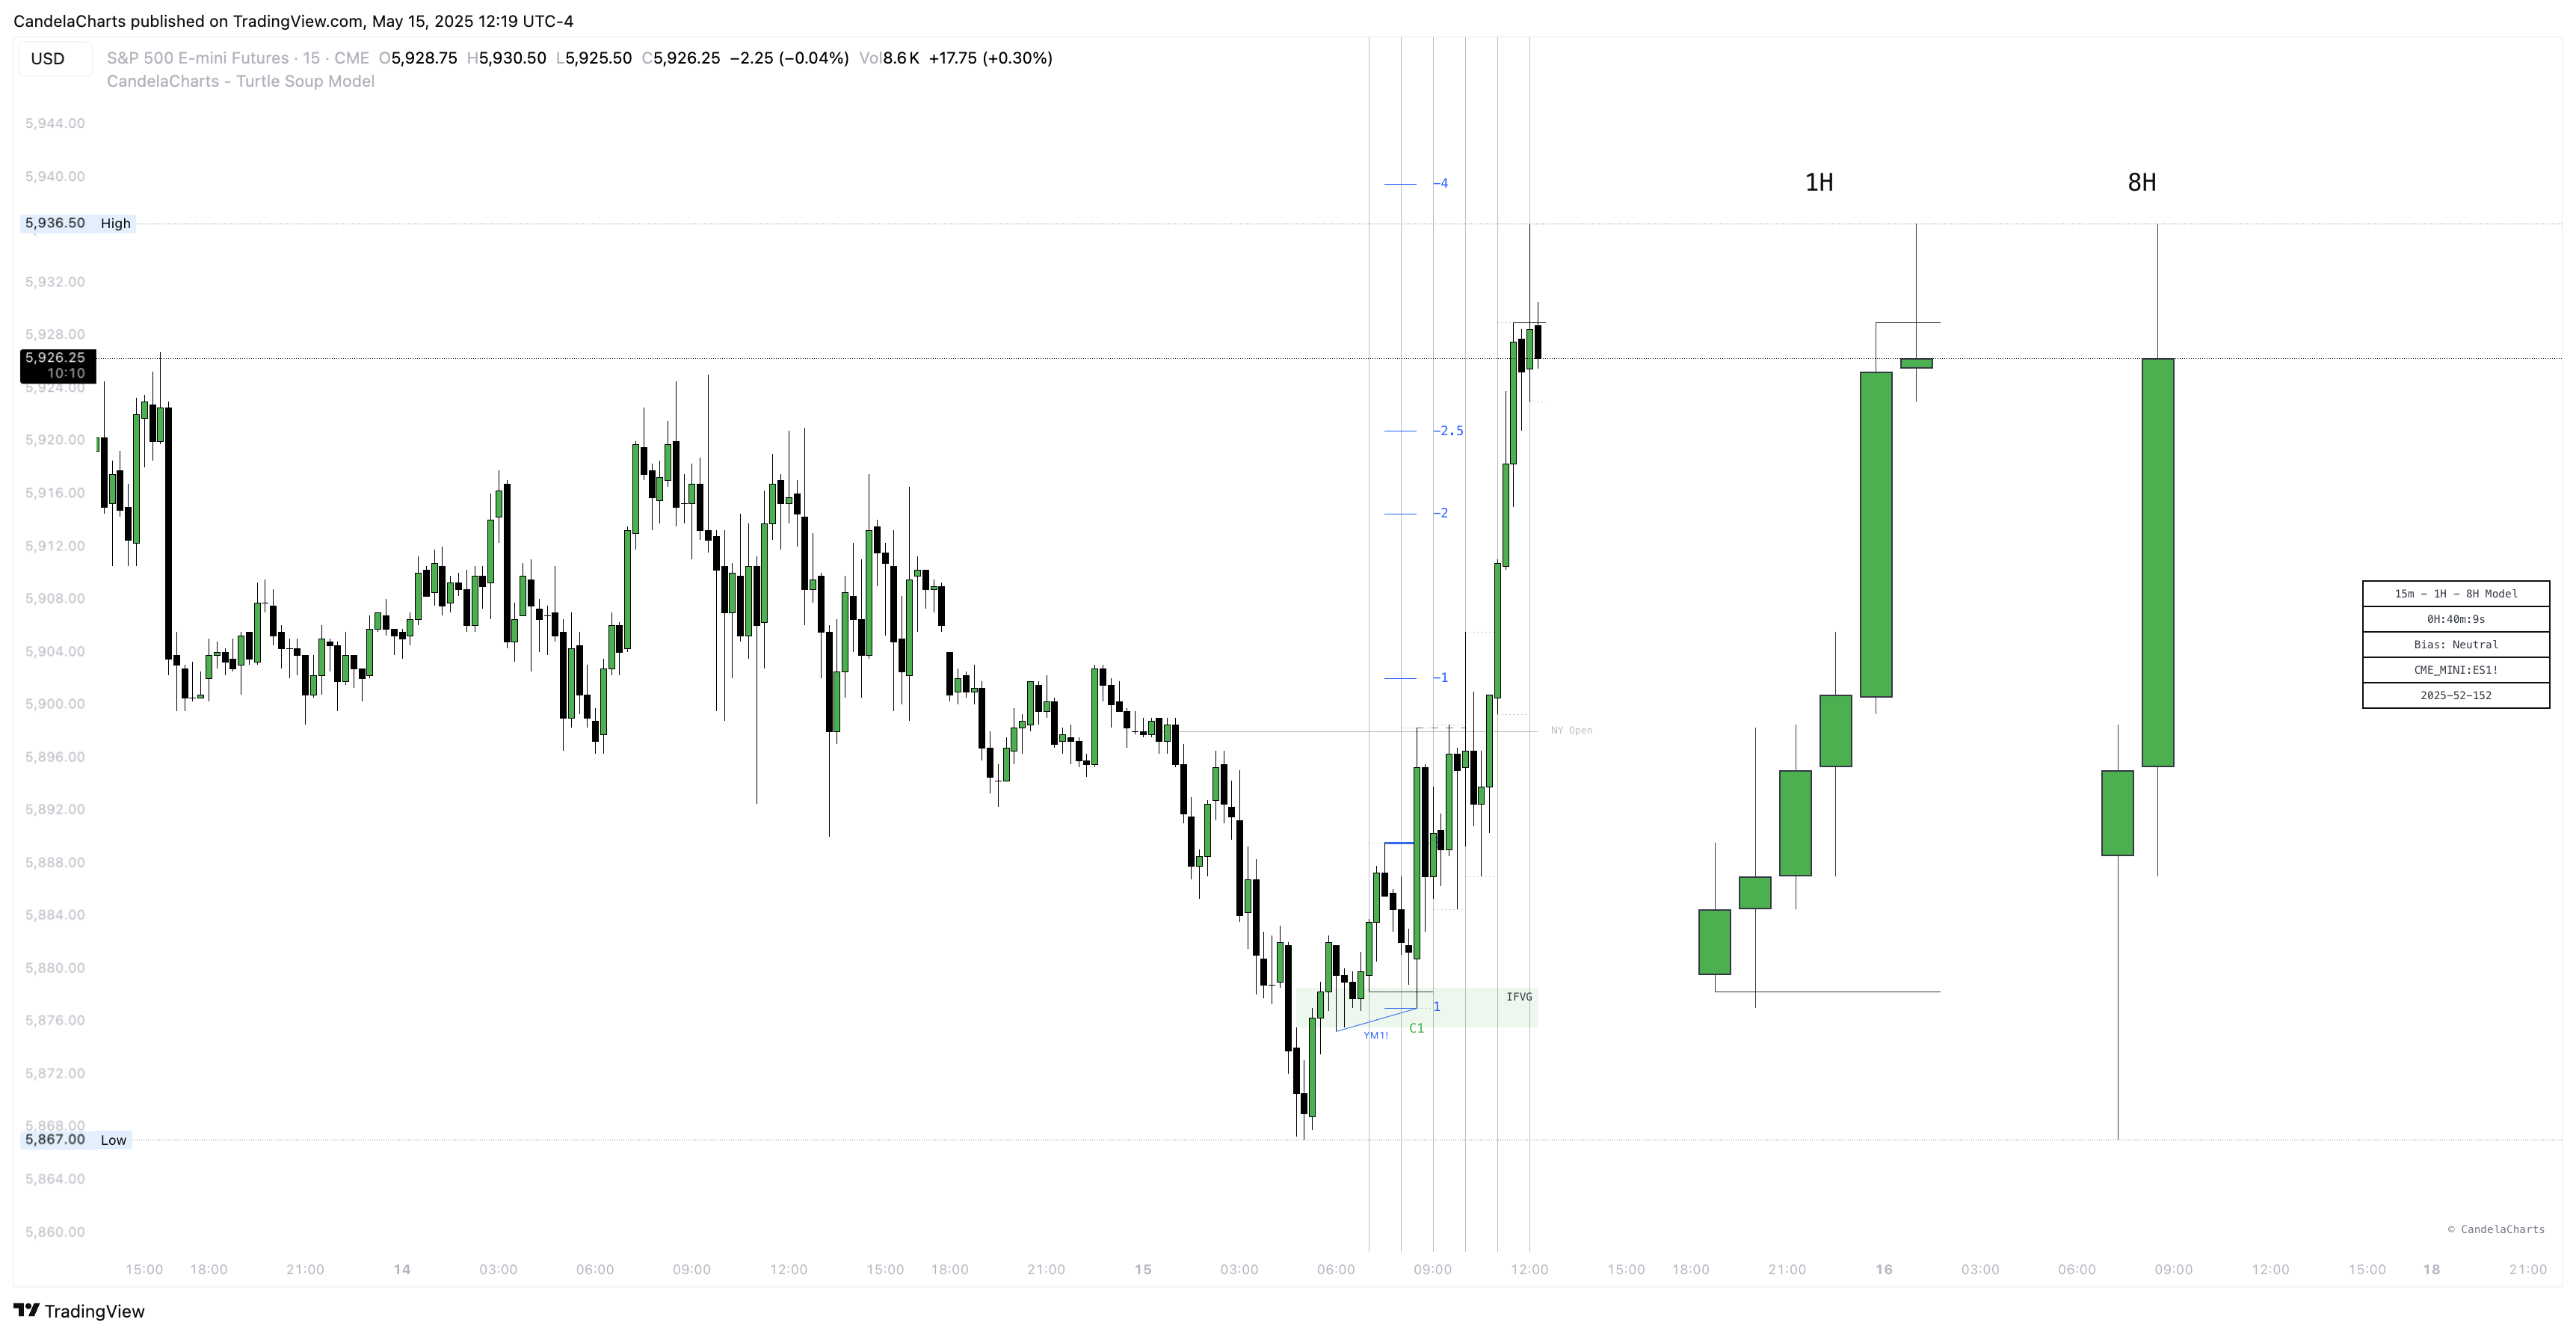 CandelaCharts published on TradingView.com, May 15, 2025 12:19 UTC-4
USD
S&P 500 E-mini Futures · 15 · CME O5,928.75 H5,930.50 L5,925.50 C5,926.25 −2.25 (−0.04%) Vol8.6 K +17.75 (+0.30%)
CandelaCharts - Turtle Soup Model
5,944.00
5,940.00
5,936.50 High
5,932.00
5,928.00
5,926.25
10:10
5,924.00
5,920.00
5,916.00
5,912.00
5,908.00
5,904.00
5,900.00
5,896.00
5,892.00
5,888.00
5,884.00
5,880.00
5,876.00
5,872.00
5,868.00
5,867.00 Low
5,864.00
5,860.00
−4
−2.5
−2
−1
NY Open
IFVG
1
C1
YM1!
1H
8H
15m − 1H − 8H Model
0H:40m:9s
Bias: Neutral
CME_MINI:ES1!
2025-52-152
© CandelaCharts
15:00 18:00 21:00 14 03:00 06:00 09:00 12:00 15:00 18:00 21:00 15 03:00 06:00 09:00 12:00 15:00 18:00 21:00 16 03:00 06:00 09:00 12:00 15:00 18 21:00
TradingView